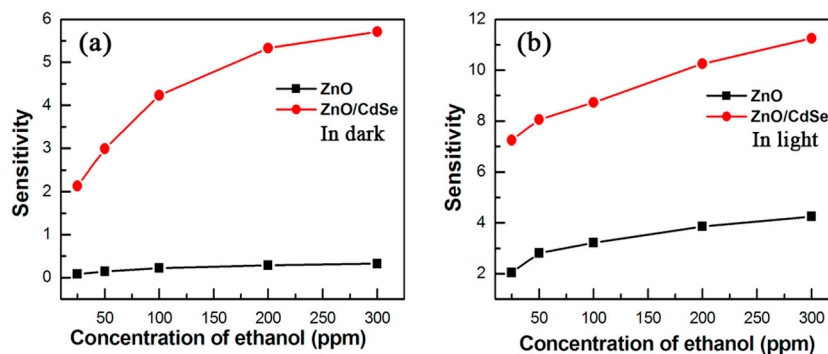 (a)
ZnO
ZnO/CdSe
In dark
Sensitivity
6
5
4
3
2
1
0
50 100 150 200 250 300
Concentration of ethanol (ppm)
(b)
ZnO
ZnO/CdSe
In light
Sensitivity
12
10
8
6
4
2
50 100 150 200 250 300
Concentration of ethanol (ppm)